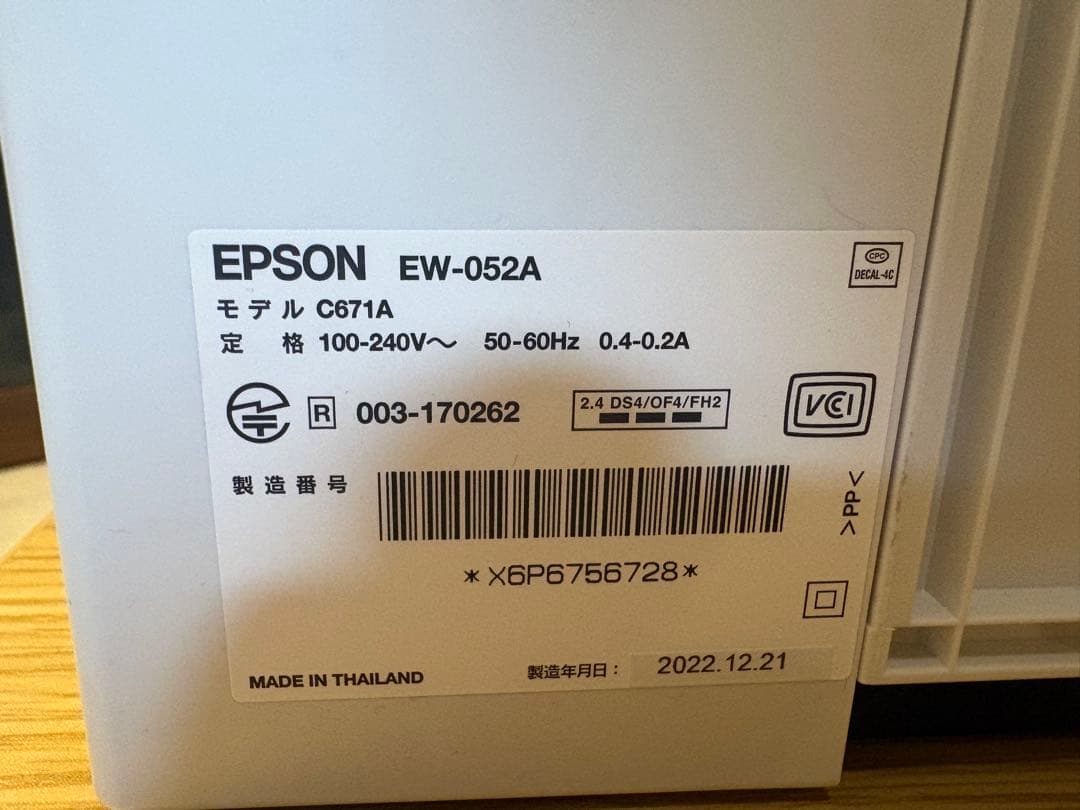 EPSON EW-052A
CPC
DECAL-4C
モデル C671A
定 格 100-240V～ 50-60Hz 0.4-0.2A
R 003-170262
2.4 DS4/OF4/FH2
VCI
製造番号
>PP<
*X6P6756728*
MADE IN THAILAND
製造年月日： 2022.12.21